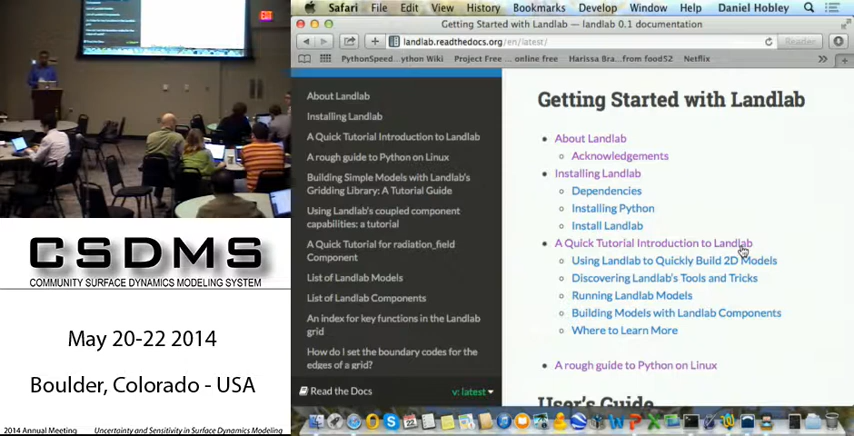 Safari File Edit View History Bookmarks Develop Window Help Daniel Hobley
Getting Started with Landlab — landlab 0.1 documentation
landlab.readthedocs.org/en/latest/
Reader
PythonSpeed...ython Wiki Project Free ... online free Harissa Bra...from food52 Netflix
About Landlab
Installing Landlab
A Quick Tutorial Introduction to Landlab
A rough guide to Python on Linux
Building Simple Models with Landlab's
Gridding Library: A Tutorial Guide
Using Landlab's coupled component
capabilities: a tutorial
A Quick Tutorial for radiation_field
Component
List of Landlab Models
List of Landlab Components
An index for key functions in the Landlab
grid
How do I set the boundary codes for the
edges of a grid?
Read the Docs v: latest
Getting Started with Landlab
About Landlab
Acknowledgements
Installing Landlab
Dependencies
Installing Python
Install Landlab
A Quick Tutorial Introduction to Landlab
Using Landlab to Quickly Build 2D Models
Discovering Landlab's Tools and Tricks
Running Landlab Models
Building Models with Landlab Components
Where to Learn More
A rough guide to Python on Linux
User's Guide
CSDMS
COMMUNITY SURFACE DYNAMICS MODELING SYSTEM
May 20-22 2014
Boulder, Colorado - USA
2014 Annual Meeting Uncertainty and Sensitivity in Surface Dynamics Modeling